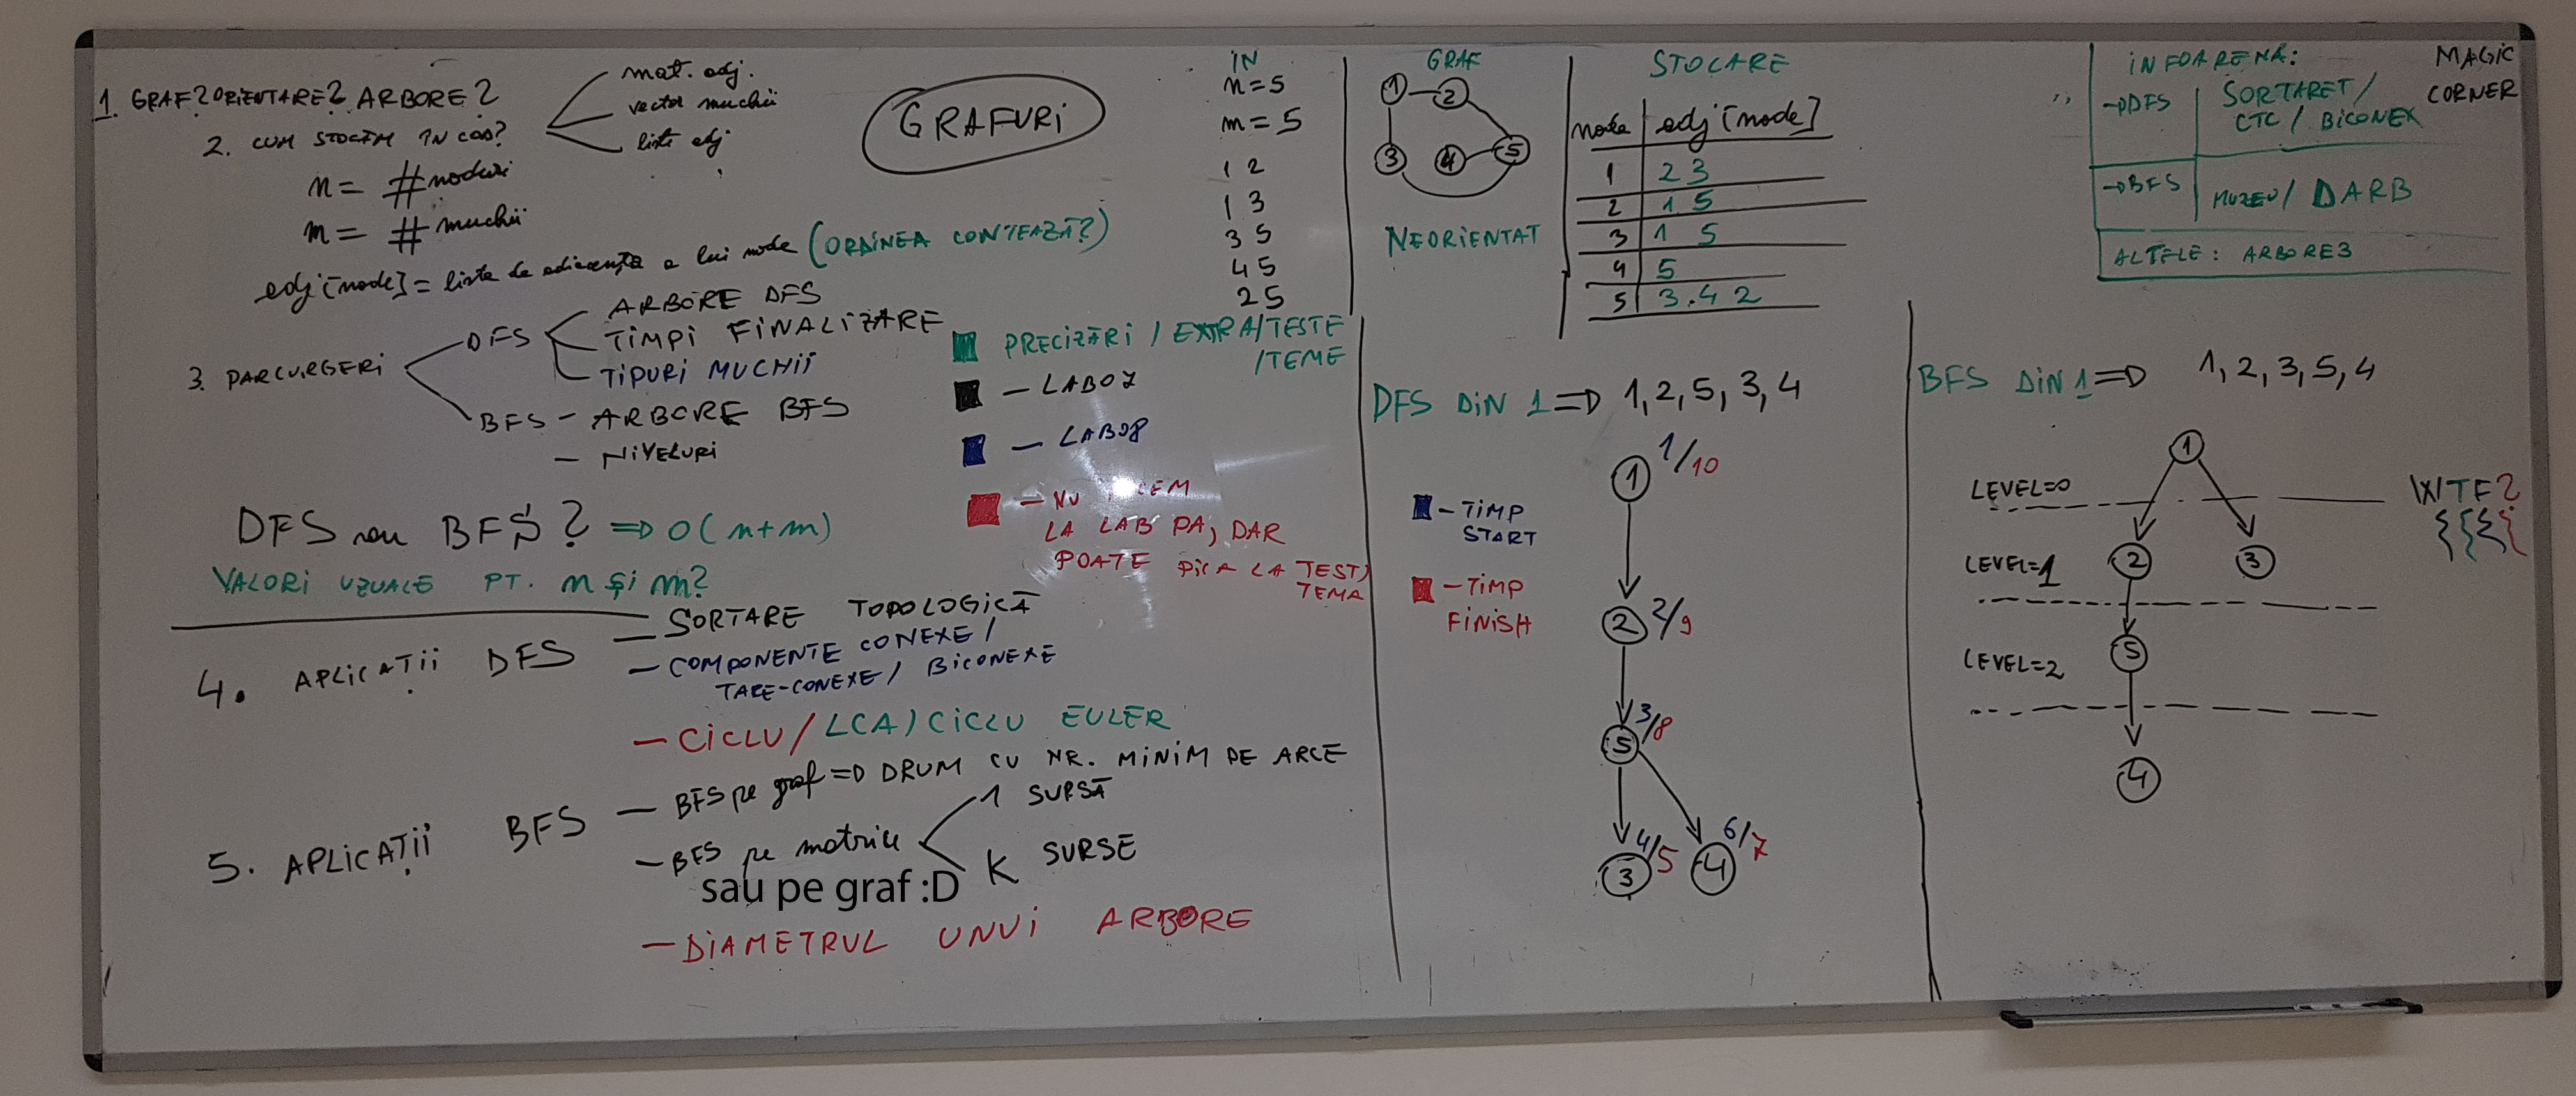 1. GRAF? ORIENTARE? ARBORE?
2. CUM STOCĂM ÎN COD?
mat. adj.
vector muchii
liste adj
n = #noduri
m = #muchii
adj[node] = lista de adiacență a lui node (ORDINEA CONTEAZĂ?)
3. PARCURGERI
DFS
ARBORE DFS
TIMPI FINALIZARE
TIPURI MUCHII
BFS - ARBORE BFS
- NIVELURI
DFS sau BFS? => O(n+m)
VALORI UZUALE PT. n ȘI m?
4. APLICAȚII DFS
- SORTARE TOPOLOGICĂ
- COMPONENTE CONEXE /
TARE-CONEXE / BICONEXE
- CICLU / LCA / CICLU EULER
5. APLICAȚII BFS
- BFS pe graf => DRUM CU NR. MINIM DE ARCE
- BFS pe matrice
1 SURSĂ
K SURSE
sau pe graf :D
- DIAMETRUL UNUI ARBORE
GRAFURI
PRECIZĂRI / EXTRA/TESTE
/TEME
- LAB07
- LAB08
- NU FACEM
LA LAB PA, DAR
POATE PICA LA TEST/
TEMA
IN
n=5
m=5
1 2
1 3
3 5
4 5
2 5
GRAF
1 2
3 4 5
NEORIENTAT
STOCARE
node adj[node]
1 2 3
2 1 5
3 1 5
4 5
5 3.4 2
INFOARENĂ:
MAGIC
CORNER
→DFS SORTARET /
CTC / BICONEX
→BFS MUZEU / DARB
ALTELE: ARBORE3
DFS DIN 1 => 1, 2, 5, 3, 4
- TIMP
START
- TIMP
FINISH
1 1/10
2 2/9
5 3/8
3 4/5
4 6/7
BFS DIN 1 => 1, 2, 3, 5, 4
1
LEVEL=0
WTF?
LEVEL=1
2 3
LEVEL=2
5
4